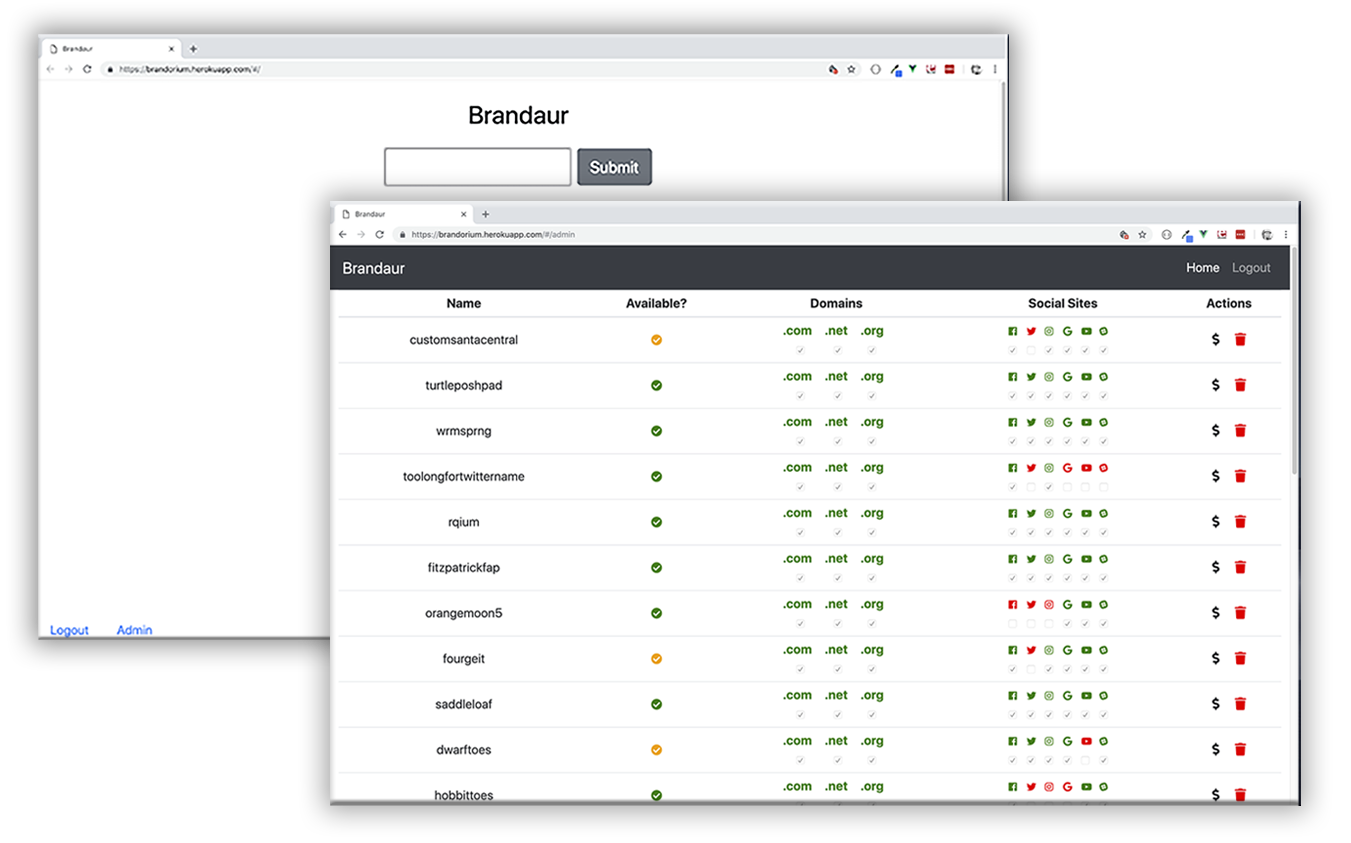 Brandaur
https://brandorium.herokuapp.com/#/
Brandaur
Submit
Logout Admin
Brandaur
https://brandorium.herokuapp.com/#/admin
Brandaur Home Logout
Name Available? Domains Social Sites Actions
customsantacentral .com .net .org $
turtleposhpad .com .net .org $
wrmsprng .com .net .org $
toolongfortwittername .com .net .org $
rqium .com .net .org $
fitzpatrickfap .com .net .org $
orangemoon5 .com .net .org $
fourgeit .com .net .org $
saddleloaf .com .net .org $
dwarftoes .com .net .org $
hobbittoes .com .net .org $